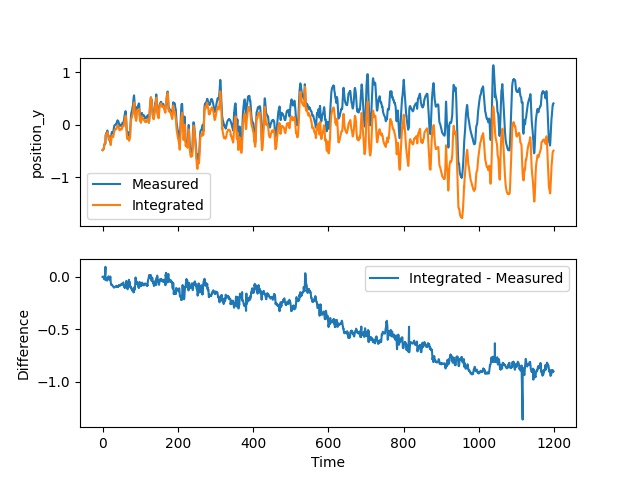 1
0
−1
position_y
Measured
Integrated
0.0
−0.5
−1.0
Difference
Integrated - Measured
0 200 400 600 800 1000 1200
Time